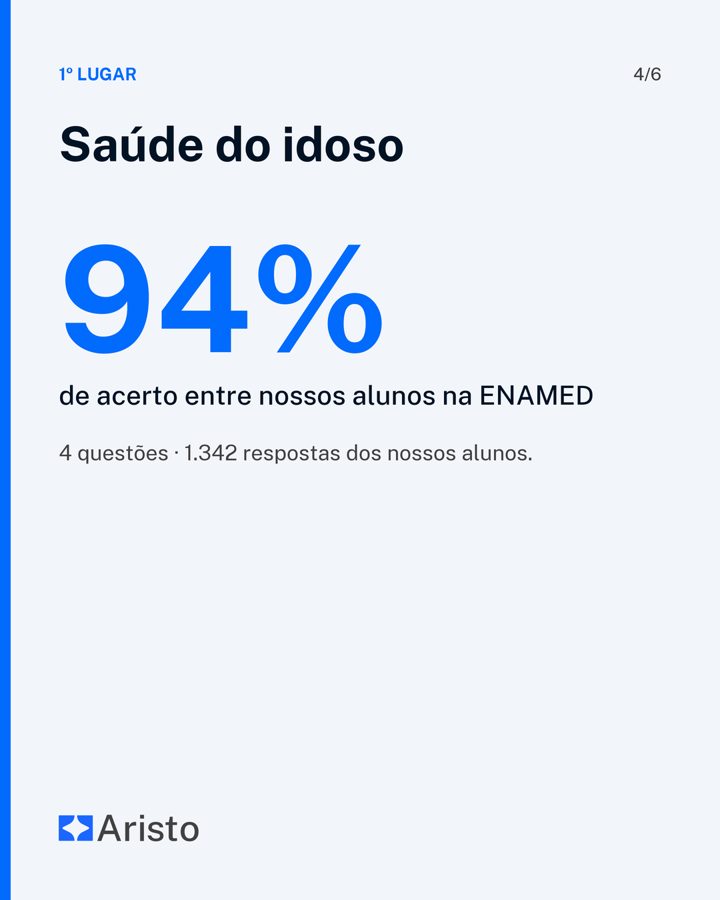 1º LUGAR
4/6
Saúde do idoso
94%
de acerto entre nossos alunos na ENAMED
4 questões · 1.342 respostas dos nossos alunos.
Aristo